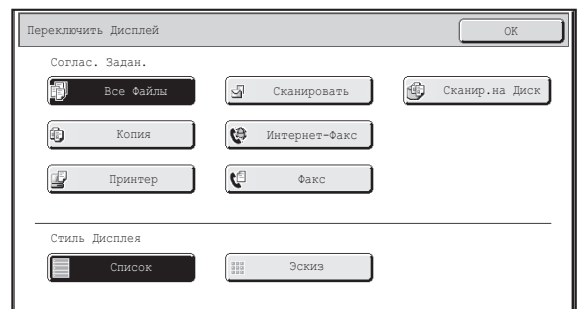 Переключить Дисплей
OK
Соглас. Задан.
Все Файлы
Сканировать
Сканир.на Диск
Копия
Интернет-Факс
Принтер
Факс
Стиль Дисплея
Список
Эскиз